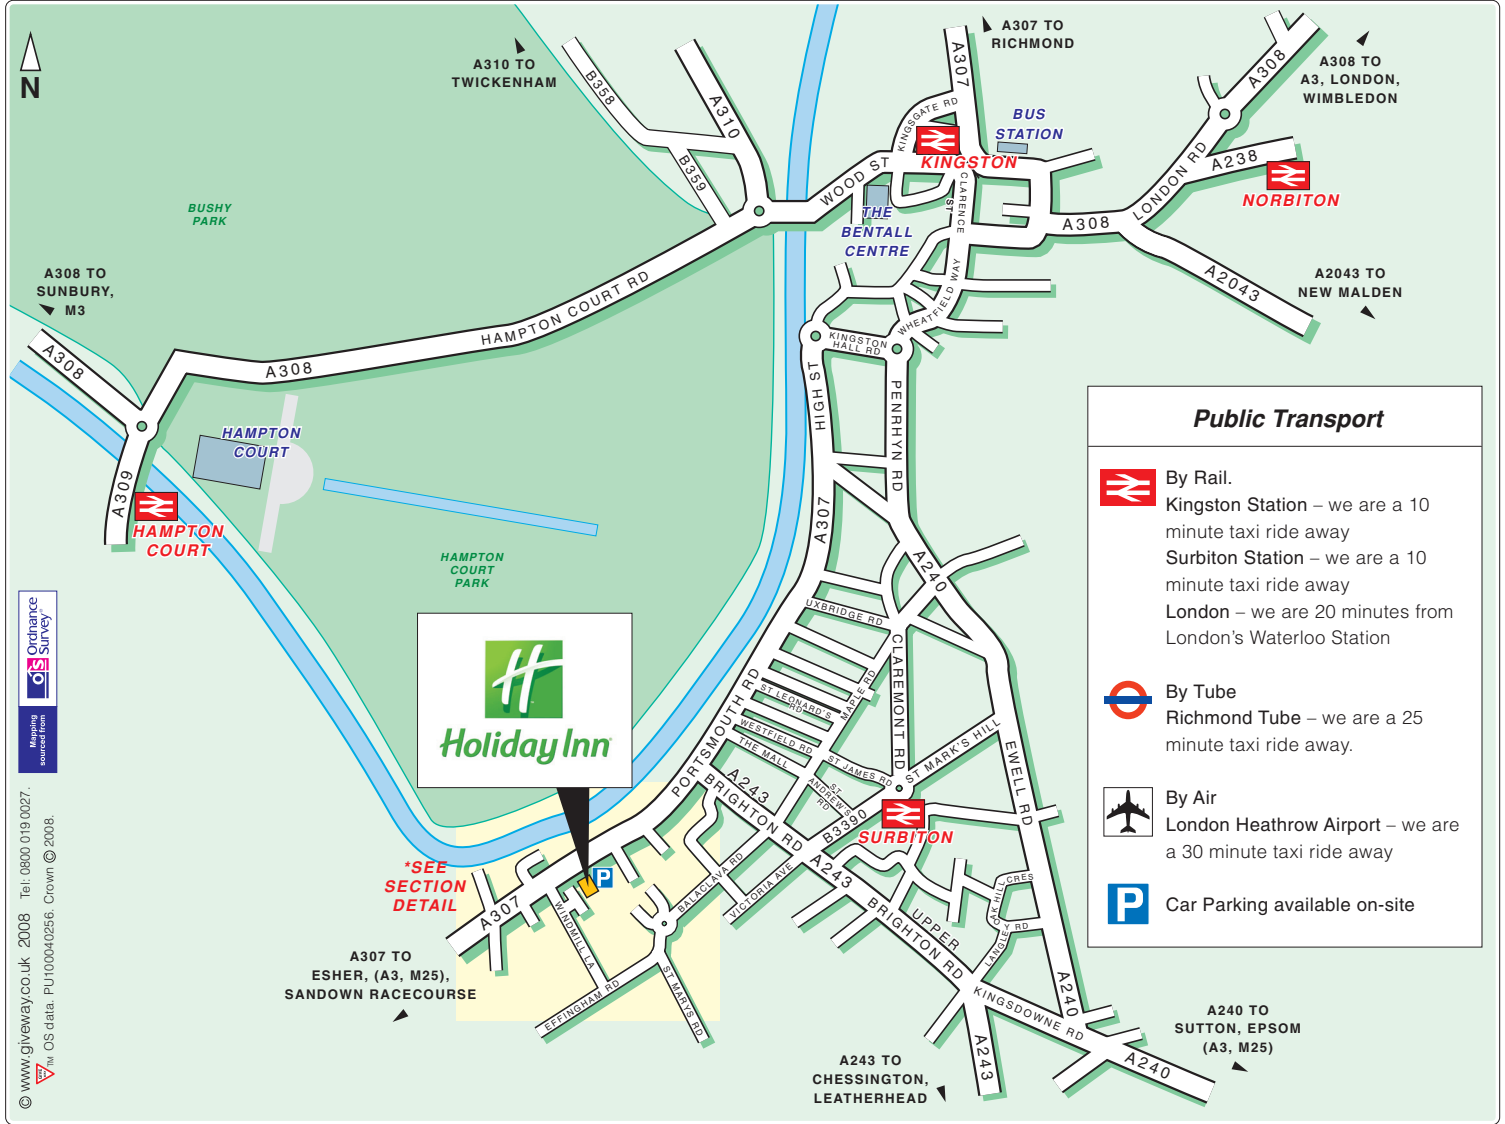 N
A310 TO
TWICKENHAM
B358
A310
B359
A307 TO
RICHMOND
A307
KINGSGATE RD
BUS
STATION
KINGSTON
WOOD ST
CLARENCE
ST
THE
BENTALL
CENTRE
A308
A308 TO
A3, LONDON,
WIMBLEDON
LONDON RD
A238
NORBITON
A308
A2043
A2043 TO
NEW MALDEN
BUSHY
PARK
A308 TO
SUNBURY,
M3
A308
A308
HAMPTON COURT RD
WHEATFIELD WAY
KINGSTON
HALL RD
HIGH ST
PENRHYN RD
A307
A240
HAMPTON
COURT
A309
HAMPTON
COURT
HAMPTON
COURT
PARK
Holiday Inn
UXBRIDGE RD
CLAREMONT RD
MAPLE RD
ST LEONARD'S
RD
PORTSMOUTH RD
WESTFIELD RD
THE MALL
ST JAMES RD
ST
ANDREW'S
RD
ST MARK'S HILL
EWELL RD
A243
BRIGHTON RD
B3390
SURBITON
A243
BRIGHTON RD
UPPER
OAK HILL CRES
LANGLEY RD
BALACLAVA RD
VICTORIA AVE
*SEE
SECTION
DETAIL
P
A307
WINDMILL LA
EFFINGHAM RD
ST MARYS RD
A307 TO
ESHER, (A3, M25),
SANDOWN RACECOURSE
KINGSDOWNE RD
A240
A240
A243
A243 TO
CHESSINGTON,
LEATHERHEAD
A240 TO
SUTTON, EPSOM
(A3, M25)
Public Transport
By Rail.
Kingston Station – we are a 10
minute taxi ride away
Surbiton Station – we are a 10
minute taxi ride away
London – we are 20 minutes from
London's Waterloo Station
By Tube
Richmond Tube – we are a 25
minute taxi ride away.
By Air
London Heathrow Airport – we are
a 30 minute taxi ride away
P
Car Parking available on-site
OS Ordnance
Survey®
Mapping
sourced from
© www.giveway.co.uk 2008 Tel: 0800 019 0027.
TM OS data. PU100040256. Crown © 2008.